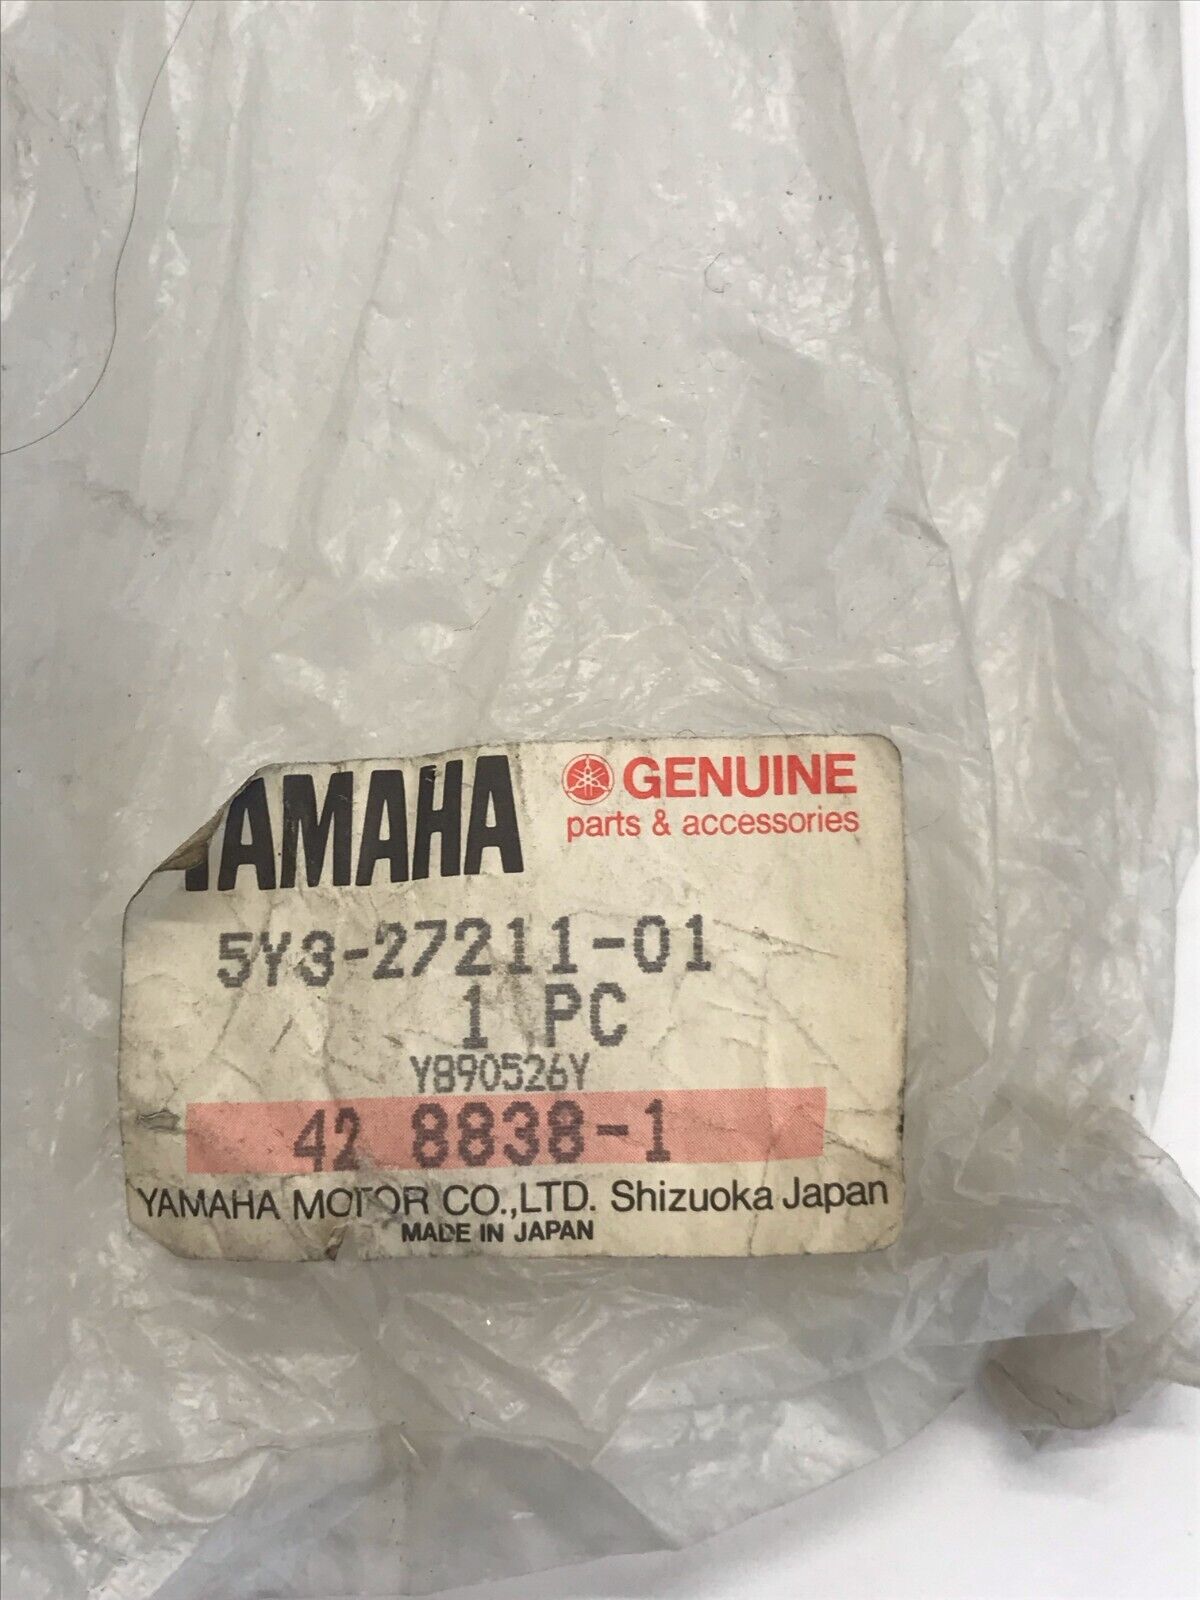 YAMAHA
GENUINE
parts & accessories
5Y3-27211-01
1 PC
Y890526Y
42 8838-1
YAMAHA MOTOR CO.,LTD. Shizuoka Japan
MADE IN JAPAN